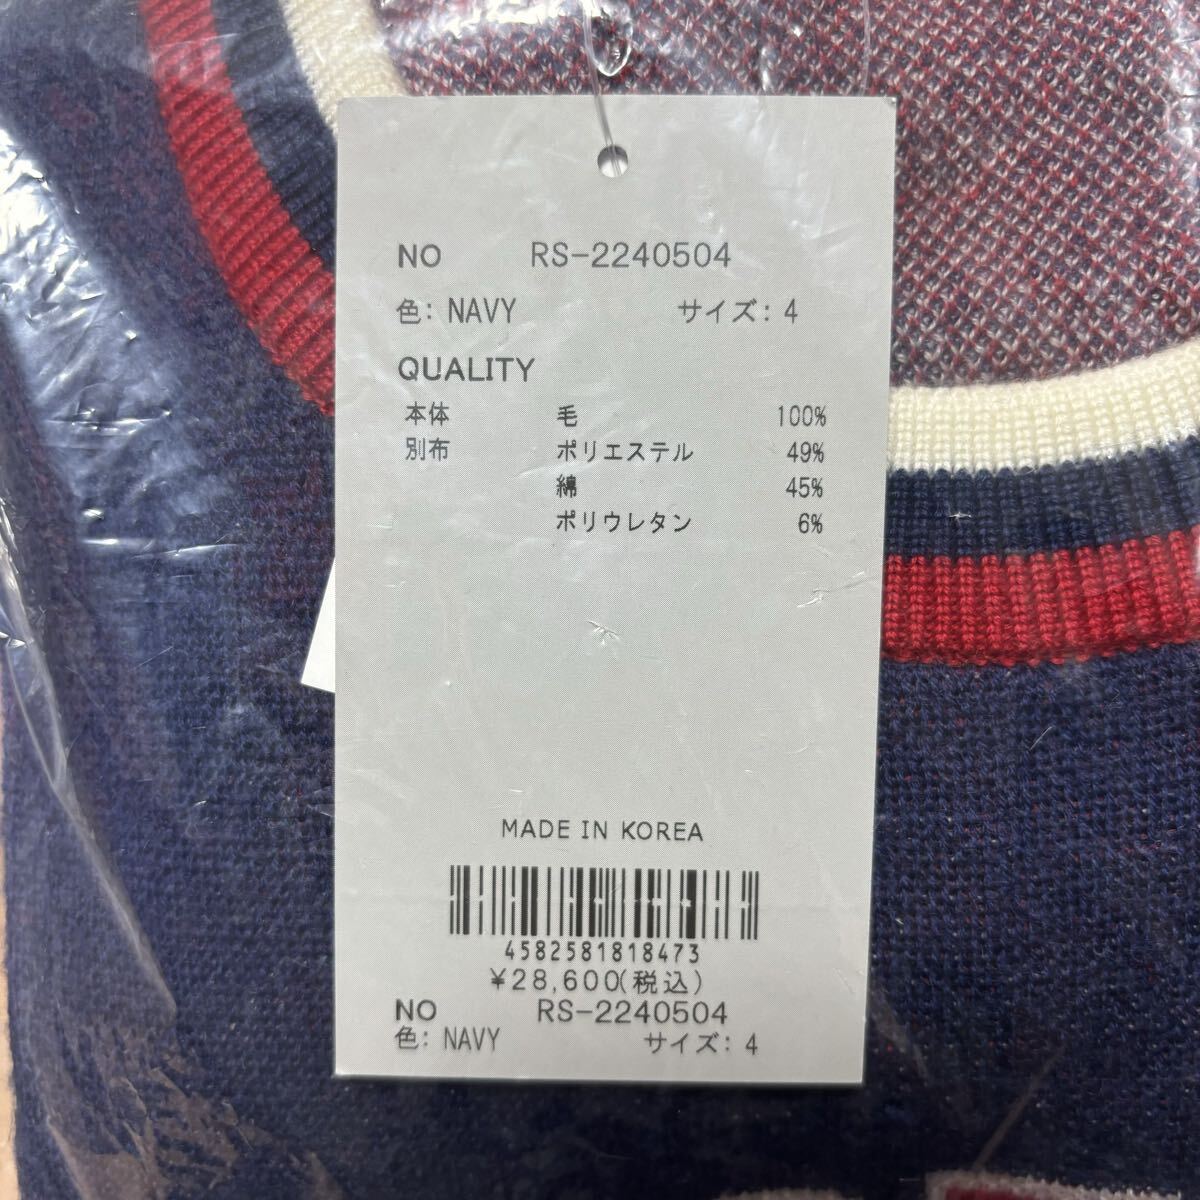 NO RS-2240504
色: NAVY サイズ: 4
QUALITY
本体 毛 100%
別布 ポリエステル 49%
綿 45%
ポリウレタン 6%
MADE IN KOREA
4582581818473
¥28,600(税込)
NO RS-2240504
色: NAVY サイズ: 4